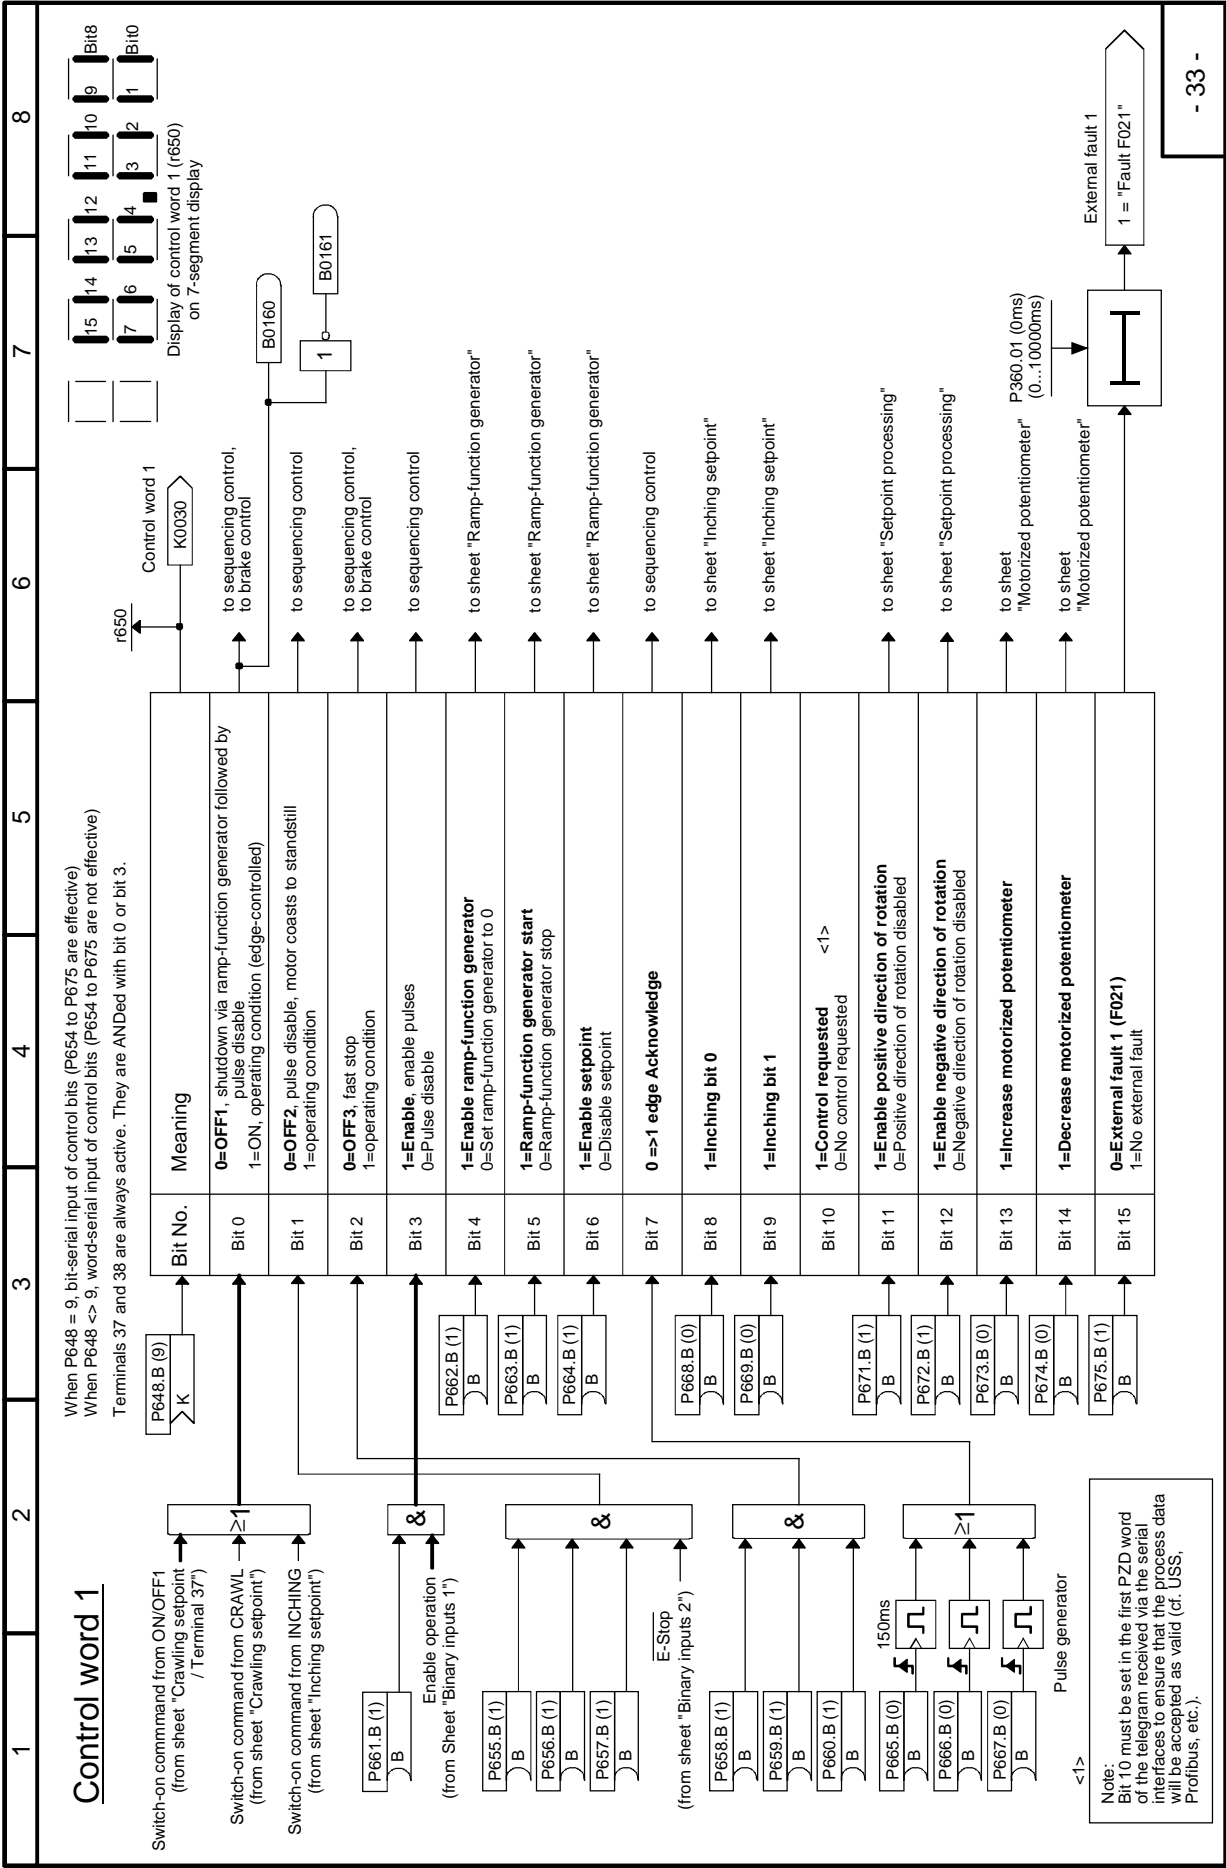 1 2 3 4 5 6 7 8
Control word 1
When P648 = 9, bit-serial input of control bits (P654 to P675 are effective)
When P648 <> 9, word-serial input of control bits (P654 to P675 are not effective)
Terminals 37 and 38 are always active. They are ANDed with bit 0 or bit 3.
15 14 13 12 11 10 9 Bit8
7 6 5 4 3 2 1 Bit0
Display of control word 1 (r650)
on 7-segment display
Switch-on commmand from ON/OFF1
(from sheet "Crawling setpoint
/ Terminal 37")
Switch-on command from CRAWL
(from sheet "Crawling setpoint")
Switch-on command from INCHING
(from sheet "Inching setpoint")
≥1
P661.B (1)
B
Enable operation
(from Sheet "Binary inputs 1")
&
P655.B (1)
B
P656.B (1)
B
P657.B (1)
B
E-Stop
(from sheet "Binary inputs 2")
&
P658.B (1)
B
P659.B (1)
B
P660.B (1)
B
&
P665.B (0)
B
150ms
P666.B (0)
B
P667.B (0)
B
≥1
Pulse generator
<1>
Note:
Bit 10 must be set in the first PZD word
of the telegram received via the serial
interfaces to ensure that the process data
will be accepted as valid (cf. USS,
Profibus, etc.).
P648.B (9)
K
P662.B (1)
B
P663.B (1)
B
P664.B (1)
B
P668.B (0)
B
P669.B (0)
B
P671.B (1)
B
P672.B (1)
B
P673.B (0)
B
P674.B (0)
B
P675.B (1)
B
Bit No. Meaning
Bit 0 0=OFF1, shutdown via ramp-function generator followed by
pulse disable
1=ON, operating condition (edge-controlled)
Bit 1 0=OFF2, pulse disable, motor coasts to standstill
1=operating condition
Bit 2 0=OFF3, fast stop
1=operating condition
Bit 3 1=Enable, enable pulses
0=Pulse disable
Bit 4 1=Enable ramp-function generator
0=Set ramp-function generator to 0
Bit 5 1=Ramp-function generator start
0=Ramp-function generator stop
Bit 6 1=Enable setpoint
0=Disable setpoint
Bit 7 0 =>1 edge Acknowledge
Bit 8 1=Inching bit 0
Bit 9 1=Inching bit 1
Bit 10 1=Control requested <1>
0=No control requested
Bit 11 1=Enable positive direction of rotation
0=Positive direction of rotation disabled
Bit 12 1=Enable negative direction of rotation
0=Negative direction of rotation disabled
Bit 13 1=Increase motorized potentiometer
Bit 14 1=Decrease motorized potentiometer
Bit 15 0=External fault 1 (F021)
1=No external fault
r650
Control word 1
K0030
to sequencing control,
to brake control
B0160
1
B0161
to sequencing control
to sequencing control,
to brake control
to sequencing control
to sheet "Ramp-function generator"
to sheet "Ramp-function generator"
to sheet "Ramp-function generator"
to sequencing control
to sheet "Inching setpoint"
to sheet "Inching setpoint"
to sheet "Setpoint processing"
to sheet "Setpoint processing"
to sheet
"Motorized potentiometer"
to sheet
"Motorized potentiometer"
P360.01 (0ms)
(0...10000ms)
External fault 1
1 = "Fault F021"
- 33 -